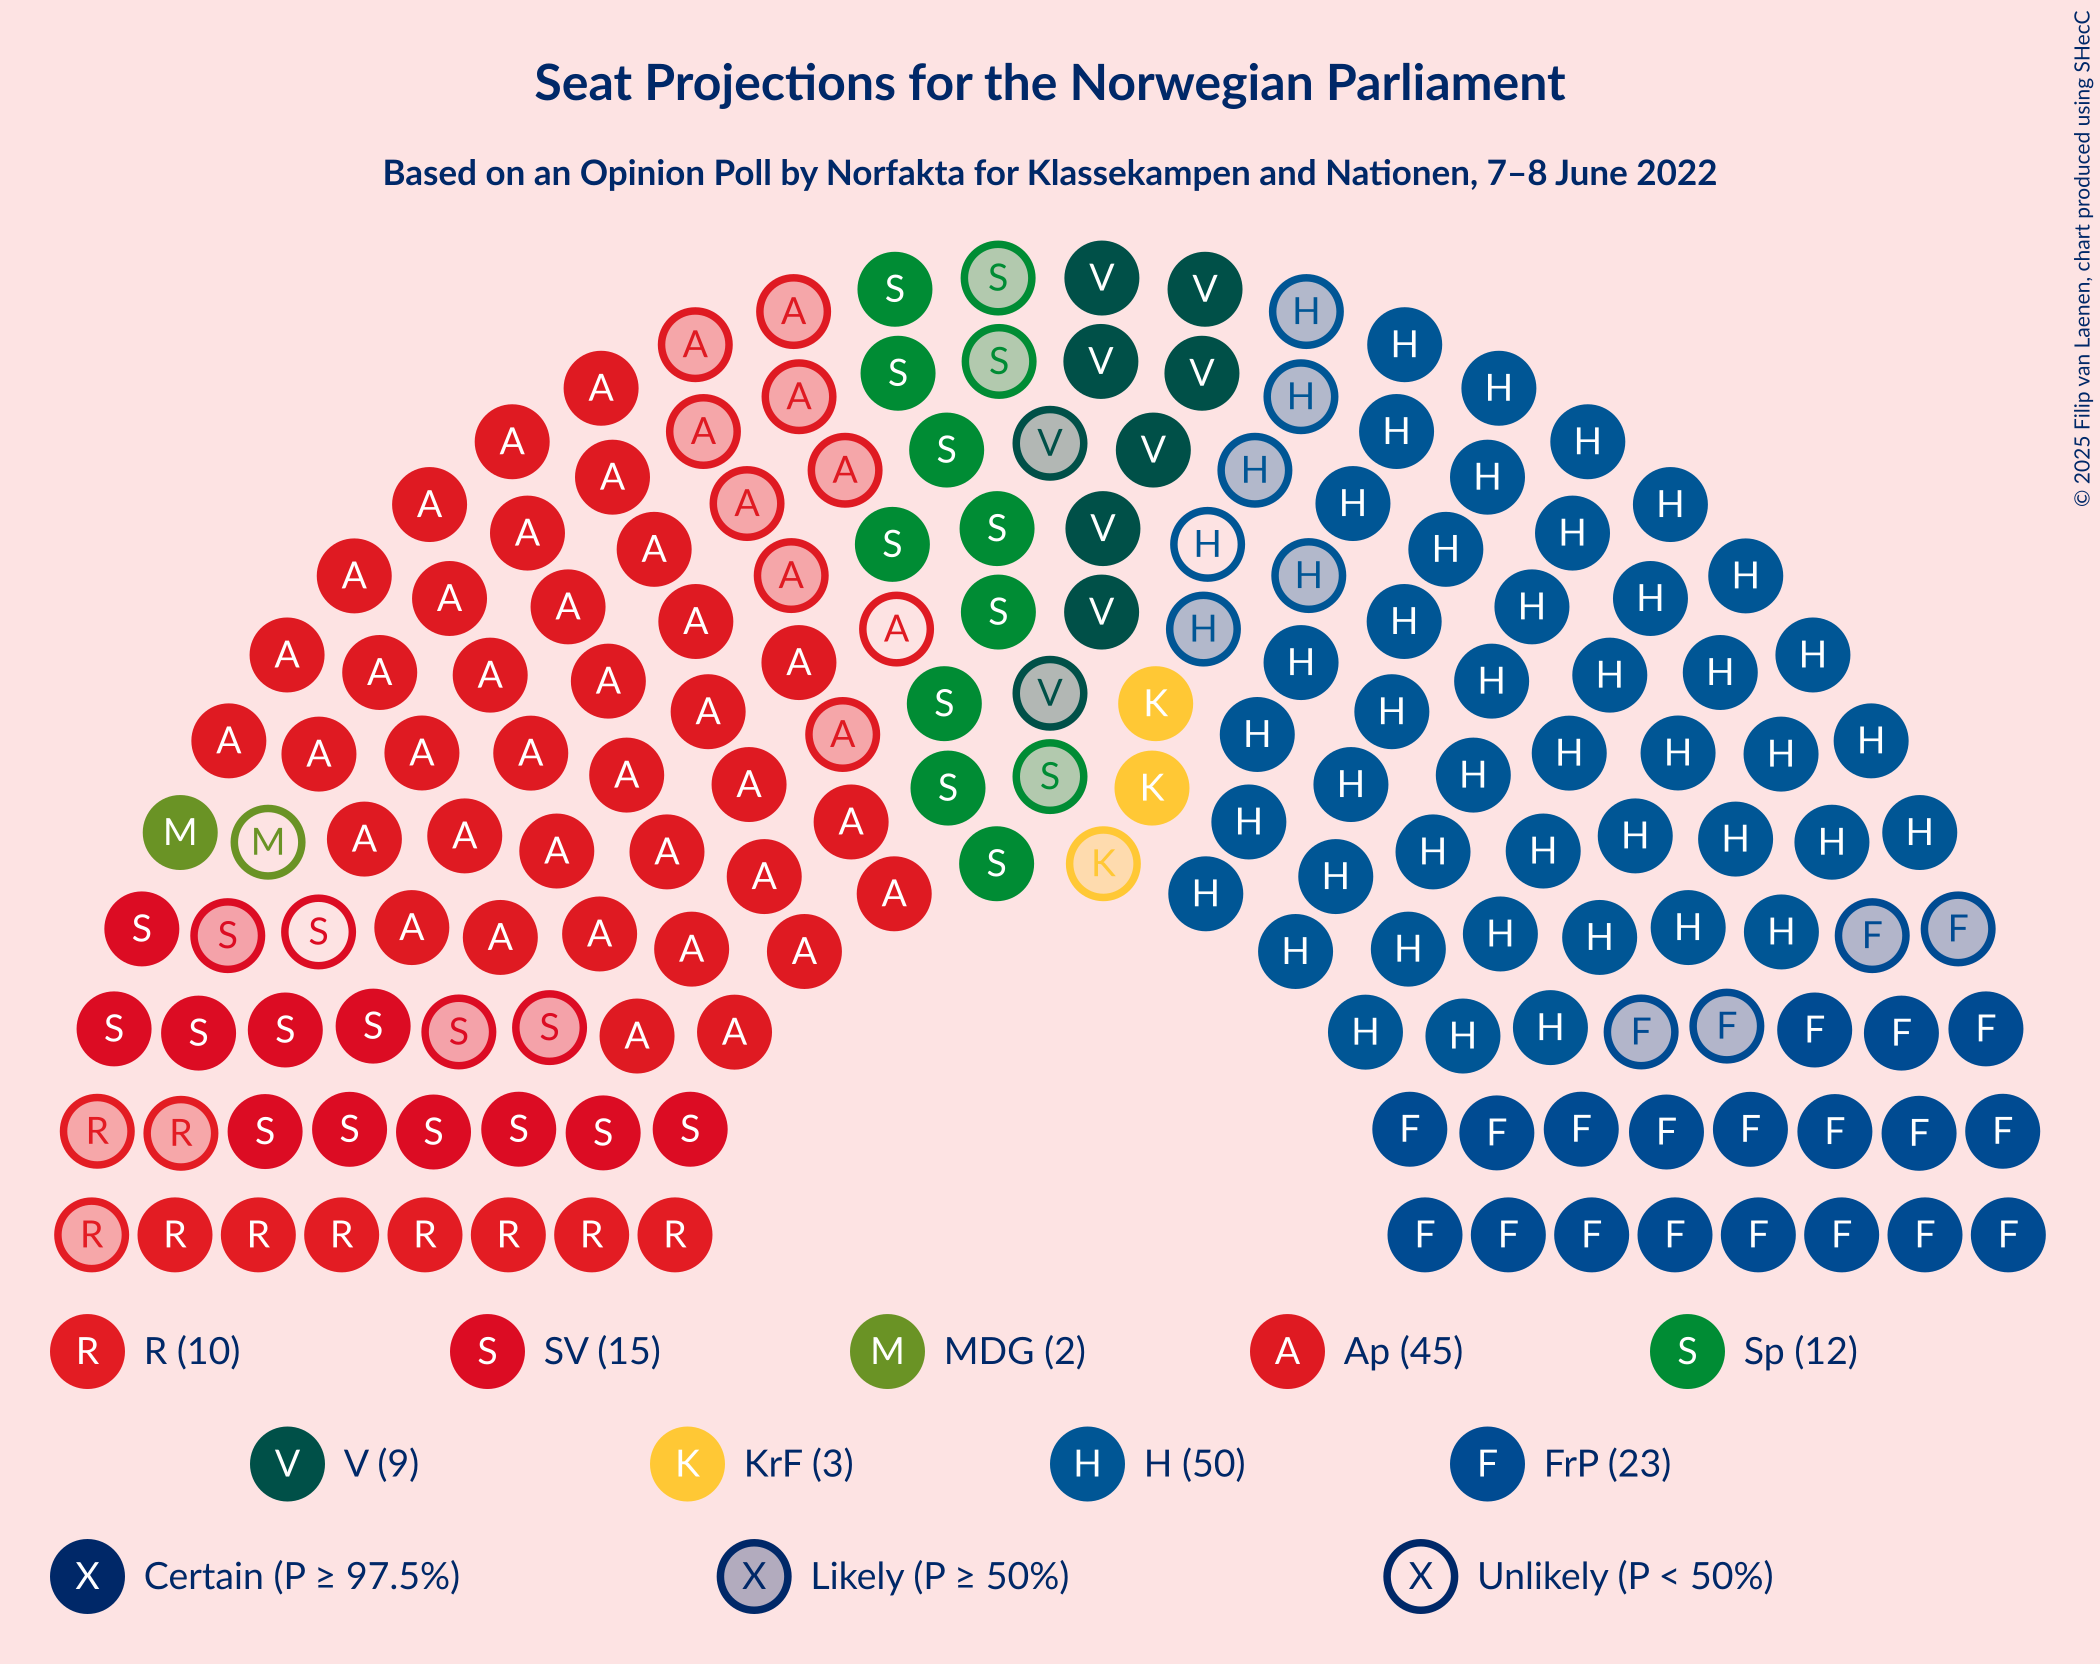 Seat Projections for the Norwegian Parliament
Based on an Opinion Poll by Norfakta for Klassekampen and Nationen, 7–8 June 2022
© 2025 Filip van Laenen, chart produced using SHecC
S S V V
A A H H
S S V V
A H H
A A H H
S V V
A A H H
A A H H
S S V H
A A H H
A A H H
A A H H
S S V
A A H H
A A H H
A A H H
S V K
A A H H
A A H H
A A H H
A A H H
S S K
A A A A A A H H H H H H
M M A A A A A A S K H H H H H H H H
S S S A A A A A A H H H H H H H F F
S S S S S S A A H H H F F F F F
R R S S S S S S F F F F F F F F
R R R R R R R R F F F F F F F F
R R (10) S SV (15) M MDG (2) A Ap (45) S Sp (12)
V V (9) K KrF (3) H H (50) F FrP (23)
X Certain (P ≥ 97.5%) X Likely (P ≥ 50%) X Unlikely (P < 50%)